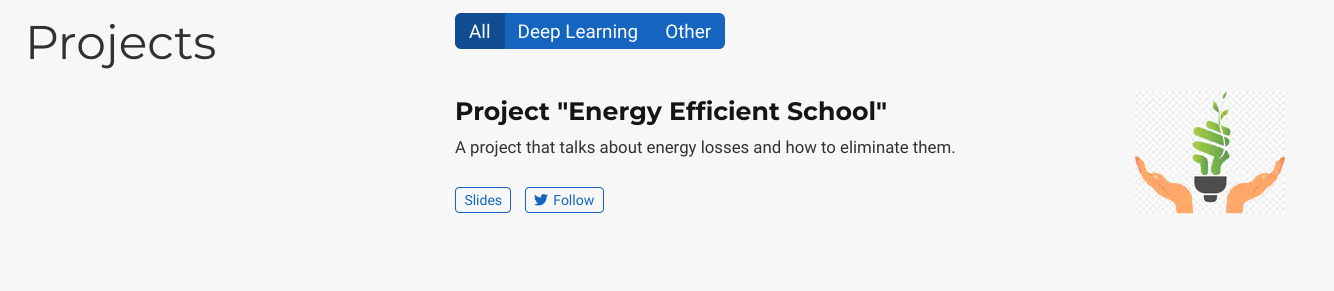 Projects
All Deep Learning Other
Project "Energy Efficient School"
A project that talks about energy losses and how to eliminate them.
Slides Follow